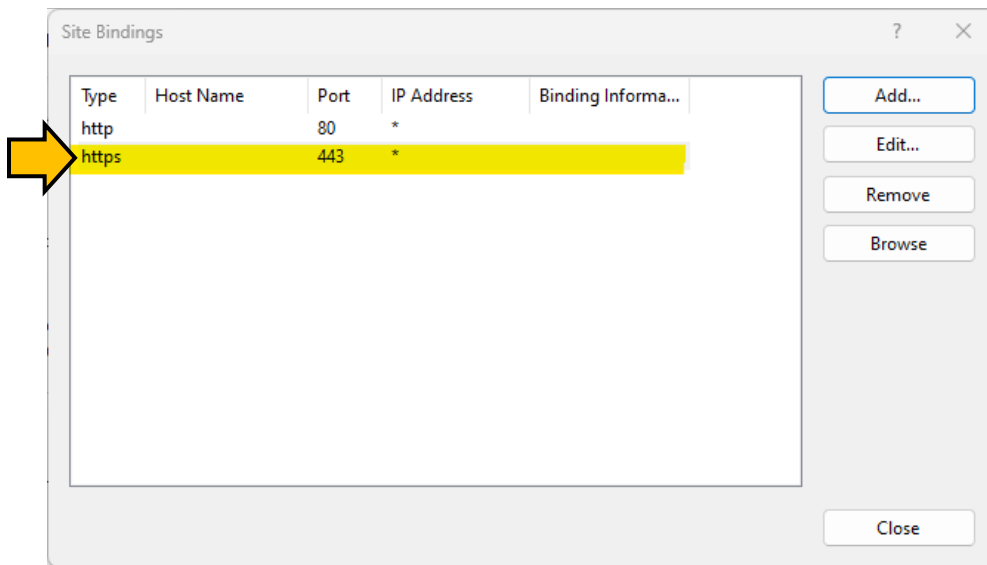 Site Bindings ?
Type Host Name Port IP Address Binding Informa... Add...
http 80 *
Edit...
https 443 *
Remove
Browse
Close